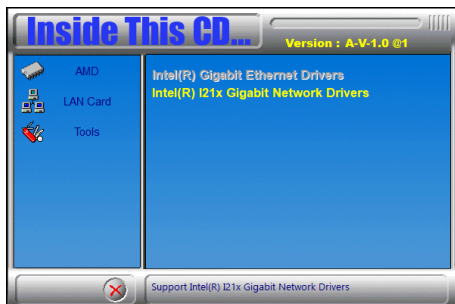 Inside This CD...
Version : A-V-1.0 @1
AMD
LAN Card
Tools
Intel(R) Gigabit Ethernet Drivers
Intel(R) I21x Gigabit Network Drivers
Support Intel(R) I21x Gigabit Network Drivers